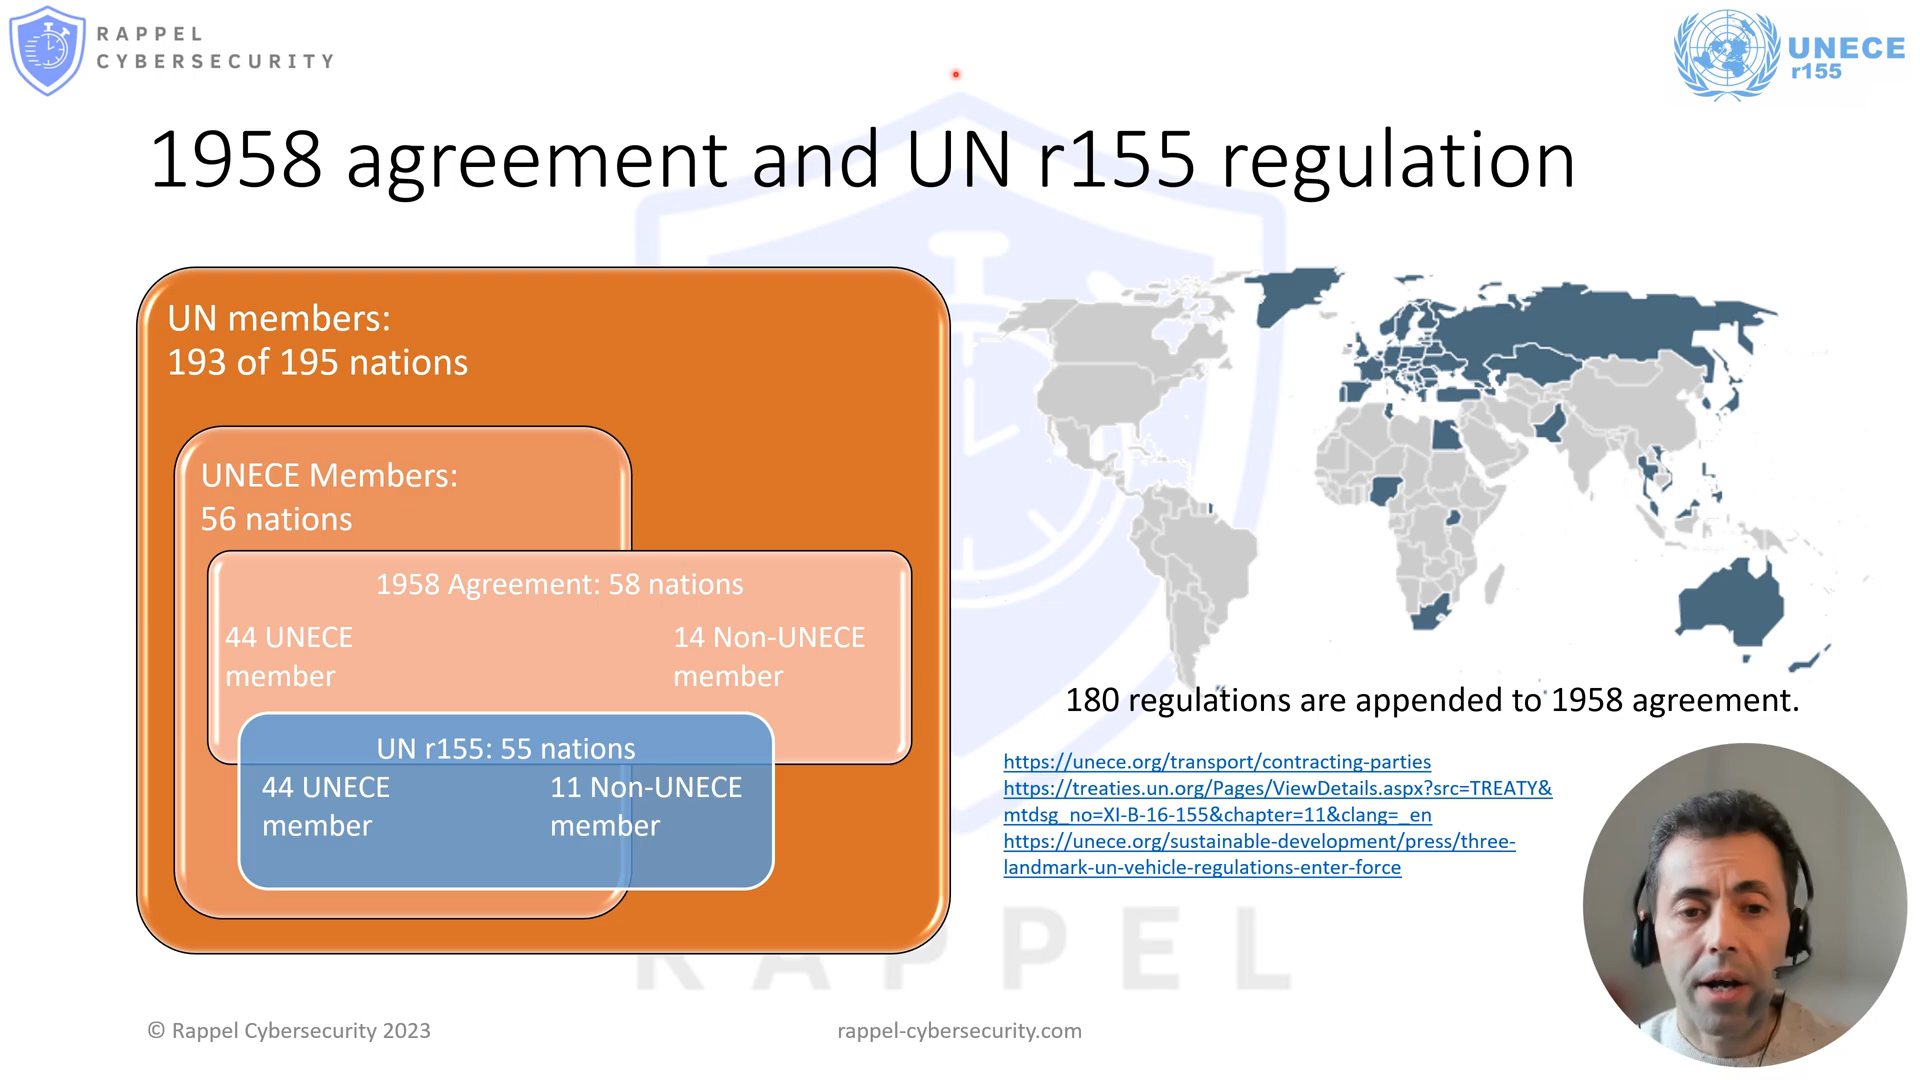 RAPPEL
CYBERSECURITY
UNECE
r155
1958 agreement and UN r155 regulation
UN members:
193 of 195 nations
UNECE Members:
56 nations
1958 Agreement: 58 nations
44 UNECE
member
14 Non-UNECE
member
UN r155: 55 nations
44 UNECE
member
11 Non-UNECE
member
180 regulations are appended to 1958 agreement.
https://unece.org/transport/contracting-parties
https://treaties.un.org/Pages/ViewDetails.aspx?src=TREATY&
mtdsg_no=XI-B-16-155&chapter=11&clang=_en
https://unece.org/sustainable-development/press/three-
landmark-un-vehicle-regulations-enter-force
RAPPEL
© Rappel Cybersecurity 2023
rappel-cybersecurity.com